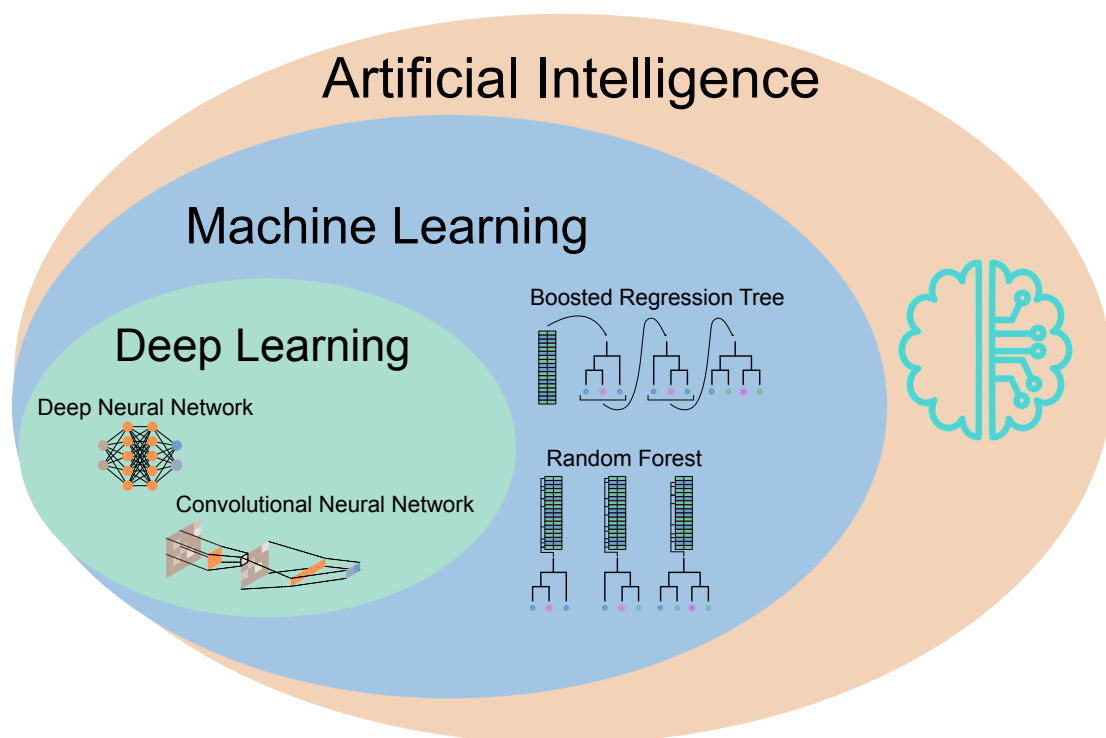 Artificial Intelligence
Machine Learning
Boosted Regression Tree
Deep Learning
Deep Neural Network
Random Forest
Convolutional Neural Network